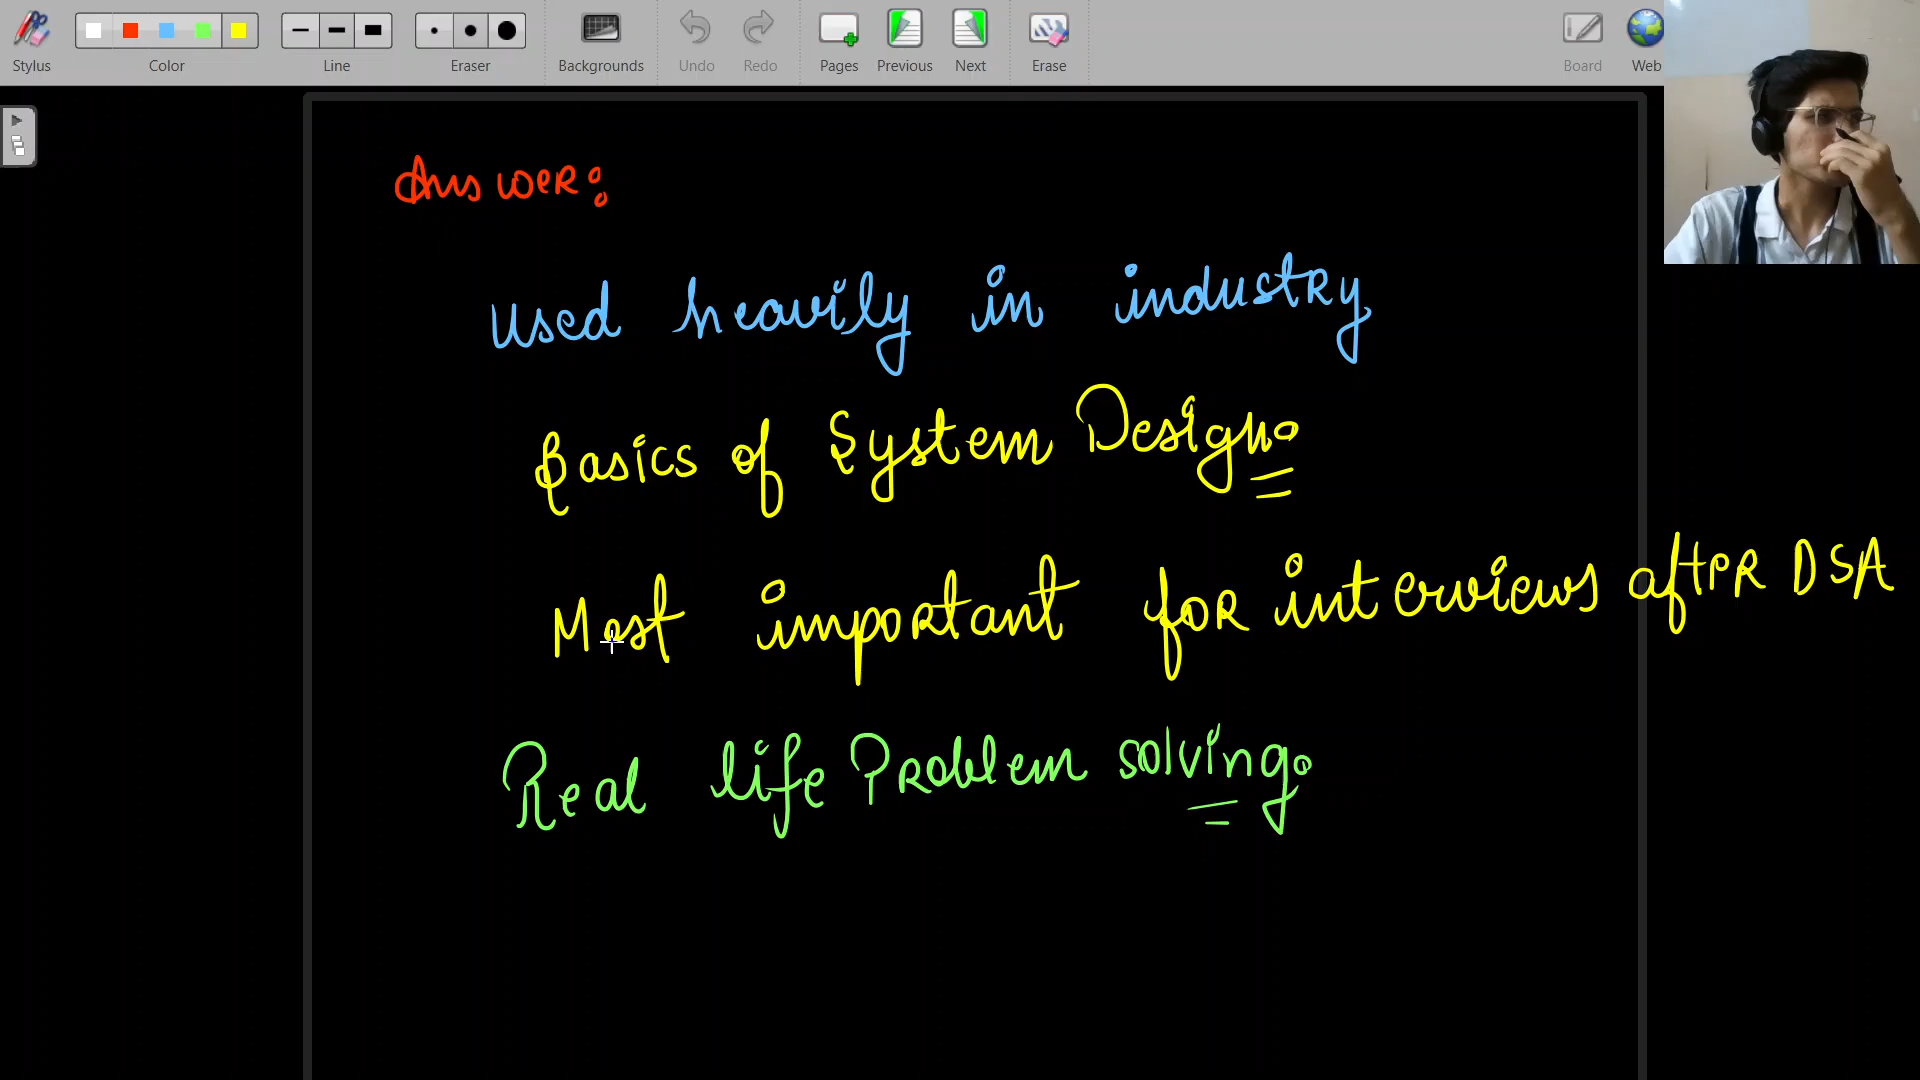 Stylus Color Line Eraser Backgrounds Undo Redo Pages Previous Next Erase Board Web
Answer:
Used heavily in industry
Basics of System Design.
Most important for interviews after DSA
Real life Problem solving.